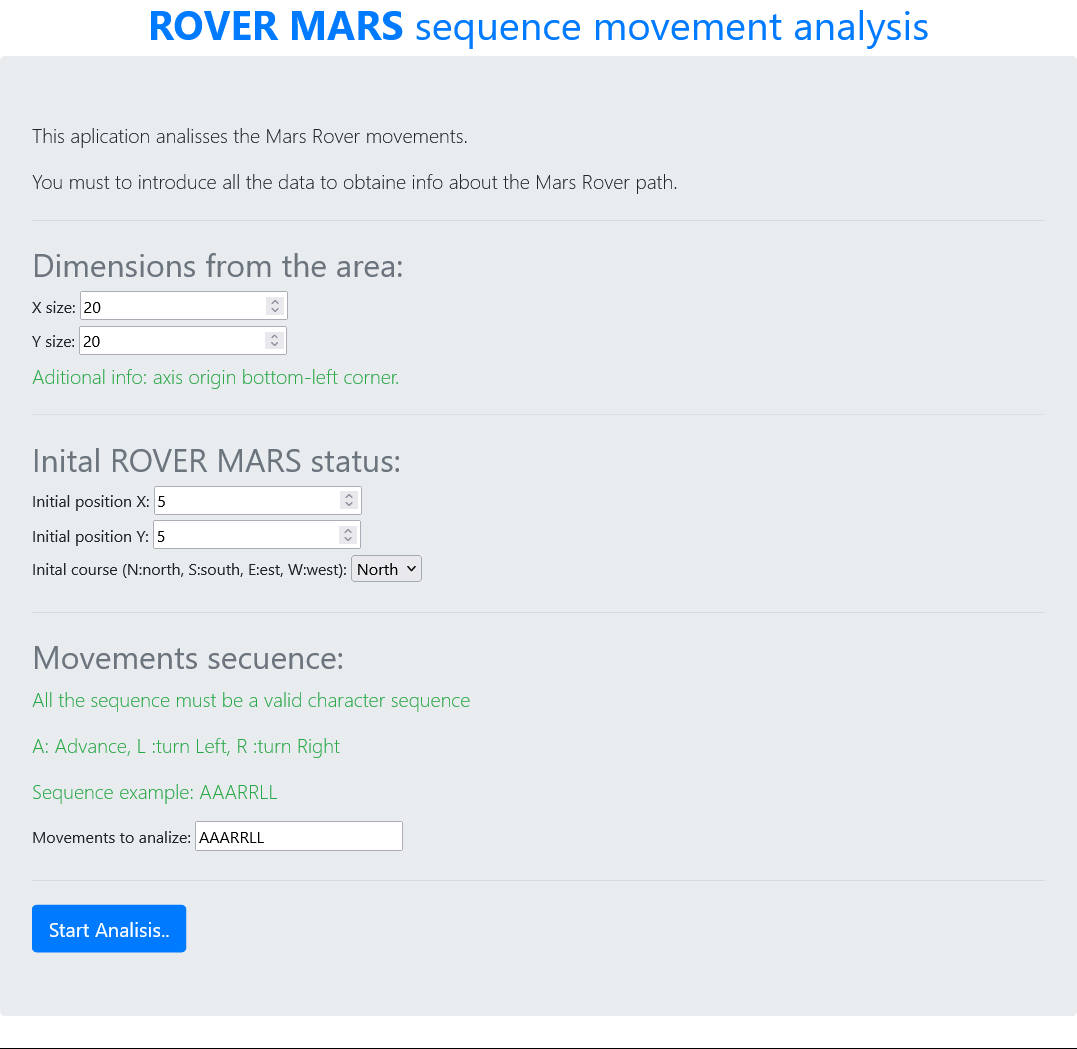 ROVER MARS sequence movement analysis
This aplication analisses the Mars Rover movements.
You must to introduce all the data to obtaine info about the Mars Rover path.
Dimensions from the area:
X size: 20
Y size: 20
Aditional info: axis origin bottom-left corner.
Inital ROVER MARS status:
Initial position X: 5
Initial position Y: 5
Inital course (N:north, S:south, E:est, W:west): North
Movements secuence:
All the sequence must be a valid character sequence
A: Advance, L :turn Left, R :turn Right
Sequence example: AAARRLL
Movements to analize: AAARRLL
Start Analisis..